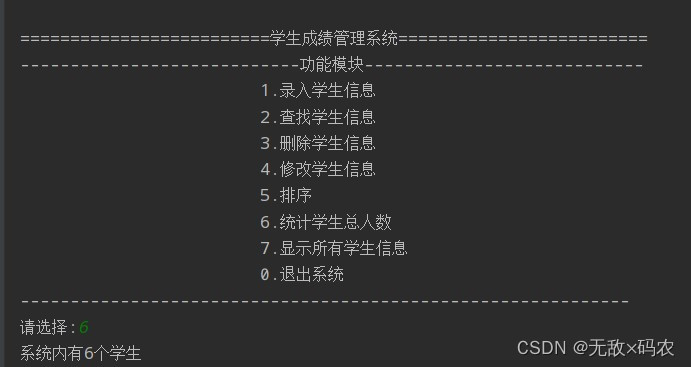 =========================学生成绩管理系统=========================
----------------------------功能模块----------------------------
1.录入学生信息
2.查找学生信息
3.删除学生信息
4.修改学生信息
5.排序
6.统计学生总人数
7.显示所有学生信息
0.退出系统
-------------------------------------------------------------
请选择:6
系统内有6个学生
CSDN @无敌×码农